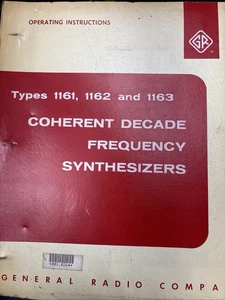 OPERATING INSTRUCTIONS
GR
Types 1161, 1162 and 1163
COHERENT DECADE
FREQUENCY
SYNTHESIZERS
GENERAL RADIO COMPA